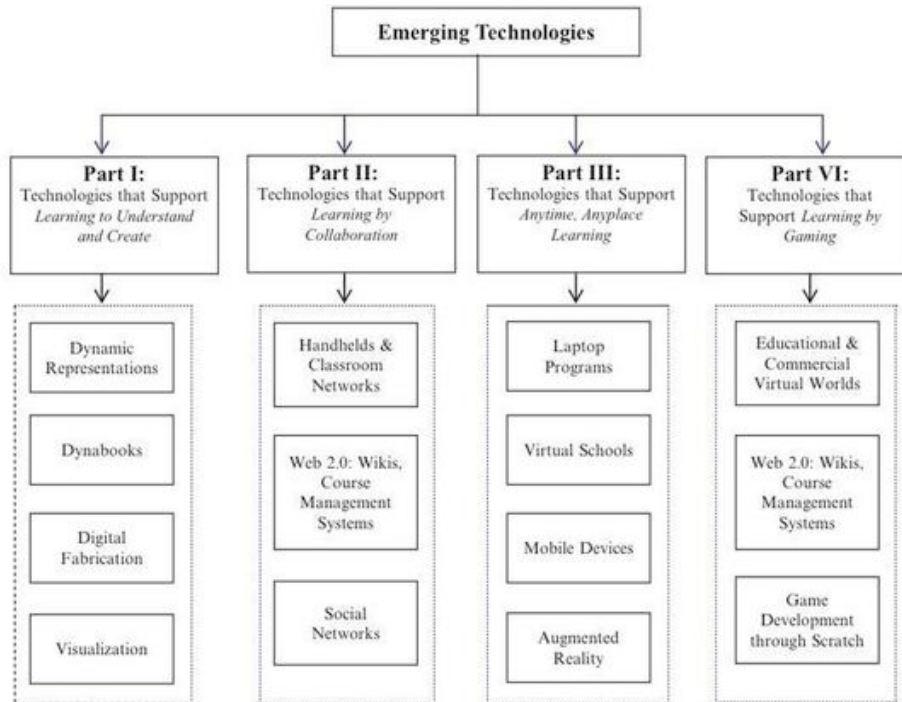 Emerging Technologies
Part I:
Technologies that Support
Learning to Understand
and Create
Part II:
Technologies that Support
Learning by
Collaboration
Part III:
Technologies that Support
Anytime, Anyplace
Learning
Part VI:
Technologies that
Support Learning by
Gaming
Dynamic
Representations
Dynabooks
Digital
Fabrication
Visualization
Handhelds &
Classroom
Networks
Web 2.0: Wikis,
Course
Management
Systems
Social
Networks
Laptop
Programs
Virtual Schools
Mobile Devices
Augmented
Reality
Educational &
Commercial
Virtual Worlds
Web 2.0: Wikis,
Course
Management
Systems
Game
Development
through Scratch